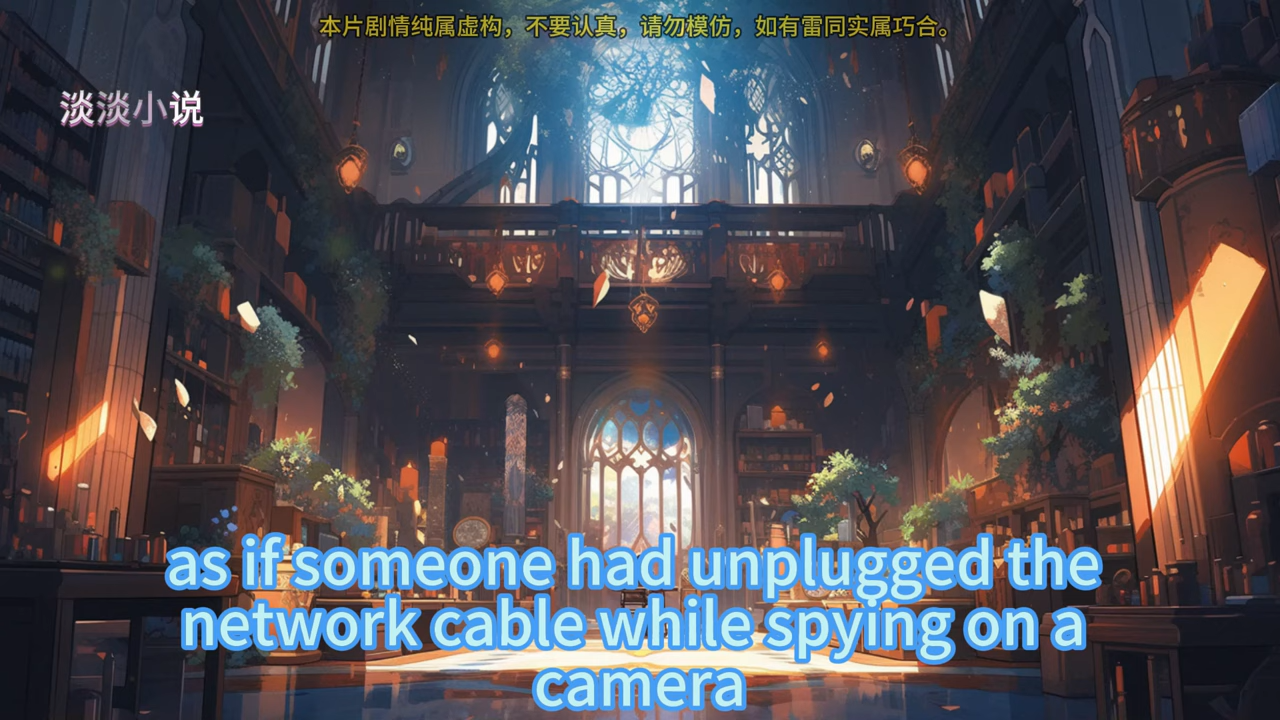 本片剧情纯属虚构，不要认真，请勿模仿，如有雷同实属巧合。
淡淡小说
as if someone had unplugged the
network cable while spying on a
camera